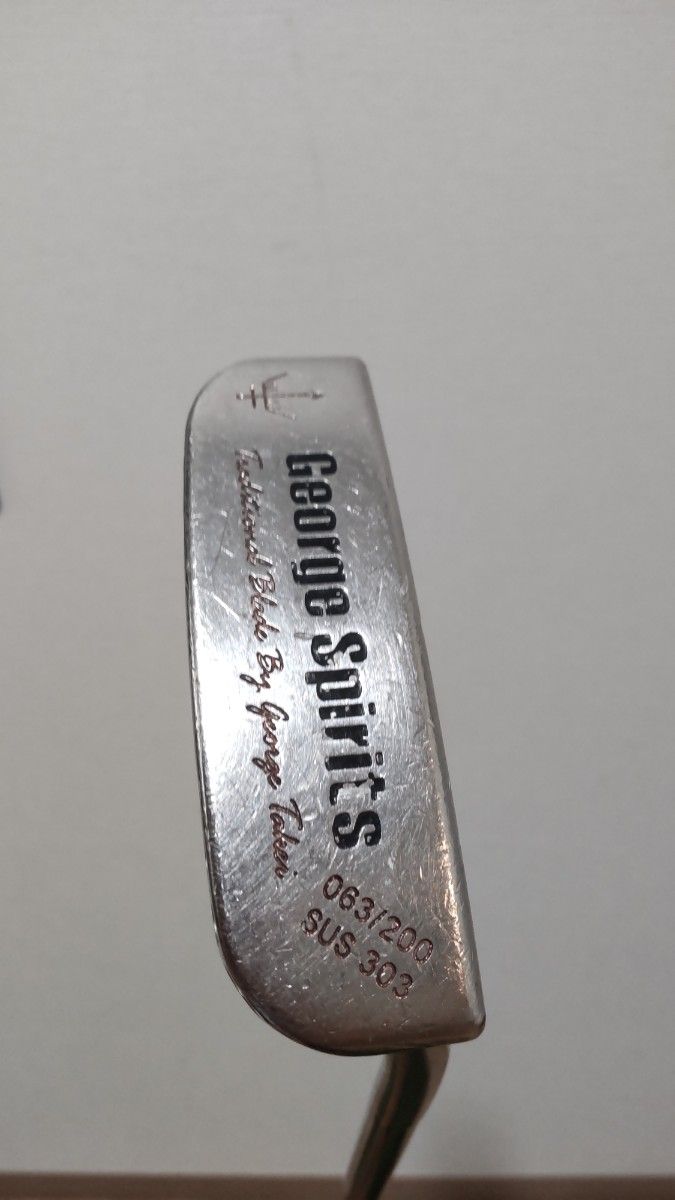 George Spirits
Traditional Blade By George Takei
063/200
SUS 303